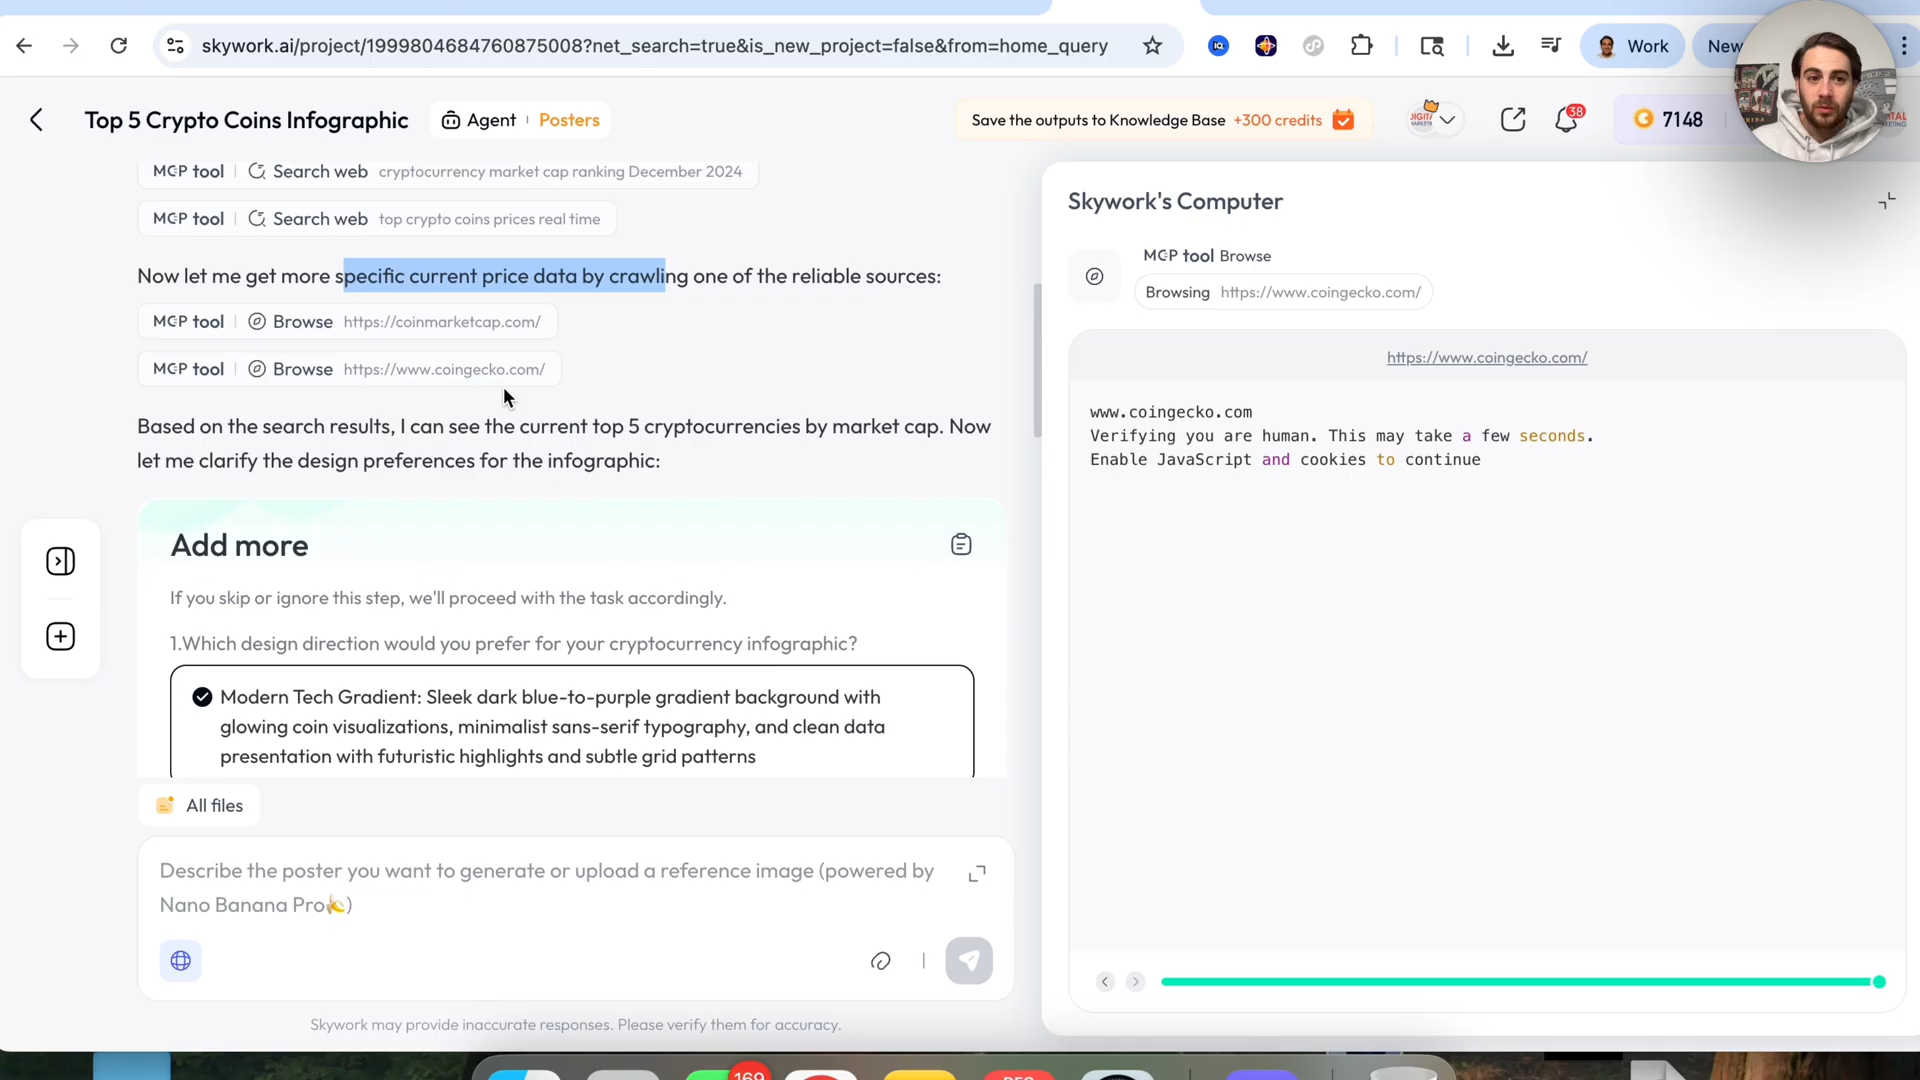 skywork.ai/project/1999804684760875008?net_search=true&is_new_project=false&from=home_query
Work
New
Top 5 Crypto Coins Infographic
Agent
Posters
Save the outputs to Knowledge Base +300 credits
38
7148
MCP tool Search web cryptocurrency market cap ranking December 2024
MCP tool Search web top crypto coins prices real time
Now let me get more specific current price data by crawling one of the reliable sources:
MCP tool Browse https://coinmarketcap.com/
MCP tool Browse https://www.coingecko.com/
Based on the search results, I can see the current top 5 cryptocurrencies by market cap. Now
let me clarify the design preferences for the infographic:
Add more
If you skip or ignore this step, we'll proceed with the task accordingly.
1.Which design direction would you prefer for your cryptocurrency infographic?
Modern Tech Gradient: Sleek dark blue-to-purple gradient background with
glowing coin visualizations, minimalist sans-serif typography, and clean data
presentation with futuristic highlights and subtle grid patterns
All files
Describe the poster you want to generate or upload a reference image (powered by
Nano Banana Pro🍌)
Skywork may provide inaccurate responses. Please verify them for accuracy.
Skywork's Computer
MCP tool Browse
Browsing https://www.coingecko.com/
https://www.coingecko.com/
www.coingecko.com
Verifying you are human. This may take a few seconds.
Enable JavaScript and cookies to continue
169